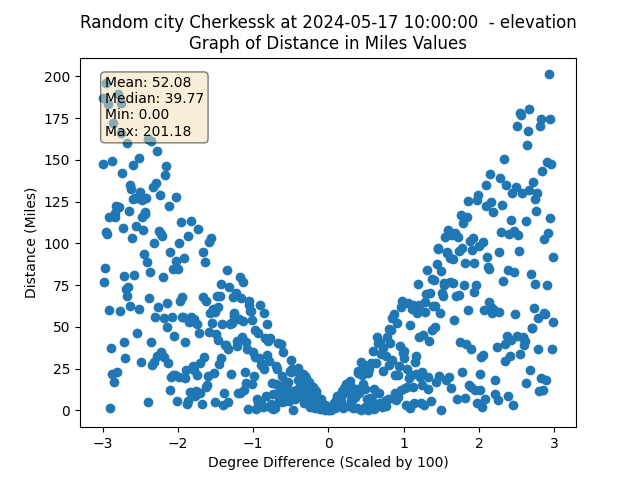 Random city Cherkessk at 2024-05-17 10:00:00  - elevation
Graph of Distance in Miles Values
Mean: 52.08
Median: 39.77
Min: 0.00
Max: 201.18
200
175
150
125
100
75
50
25
0
Distance (Miles)
−3
−2
−1
0
1
2
3
Degree Difference (Scaled by 100)